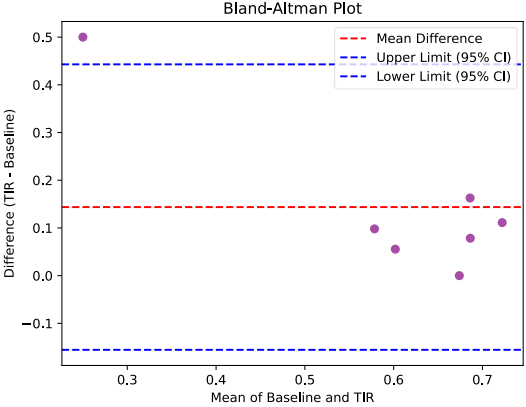 Bland-Altman Plot
Difference (TIR - Baseline)
0.5
0.4
0.3
0.2
0.1
0.0
−0.1
Mean Difference
Upper Limit (95% CI)
Lower Limit (95% CI)
0.3
0.4
0.5
0.6
0.7
Mean of Baseline and TIR